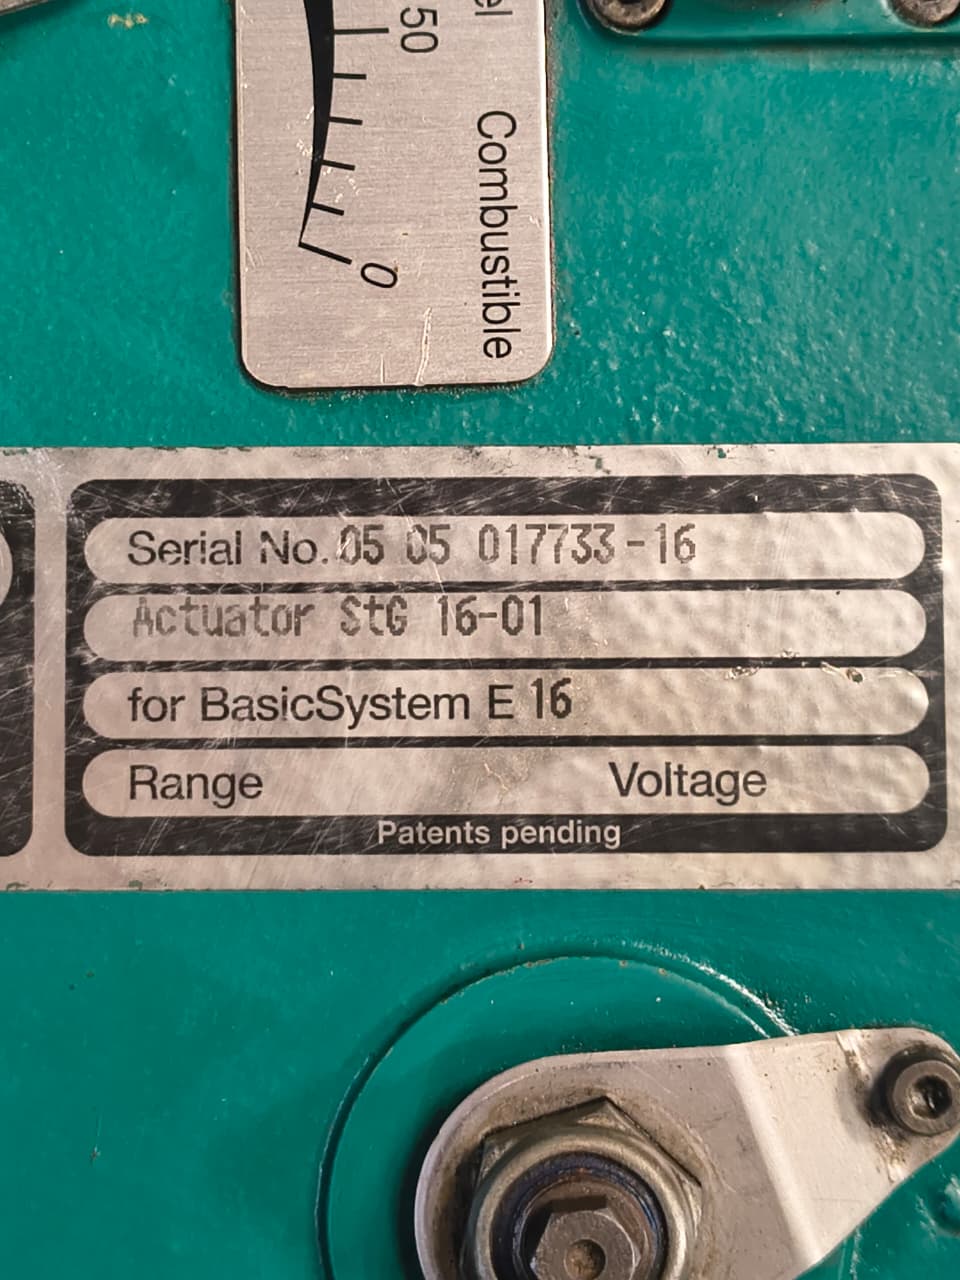 50
el
Combustible
0
Serial No. 05 05 017733-16
Actuator StG 16-01
for BasicSystem E 16
Range Voltage
Patents pending